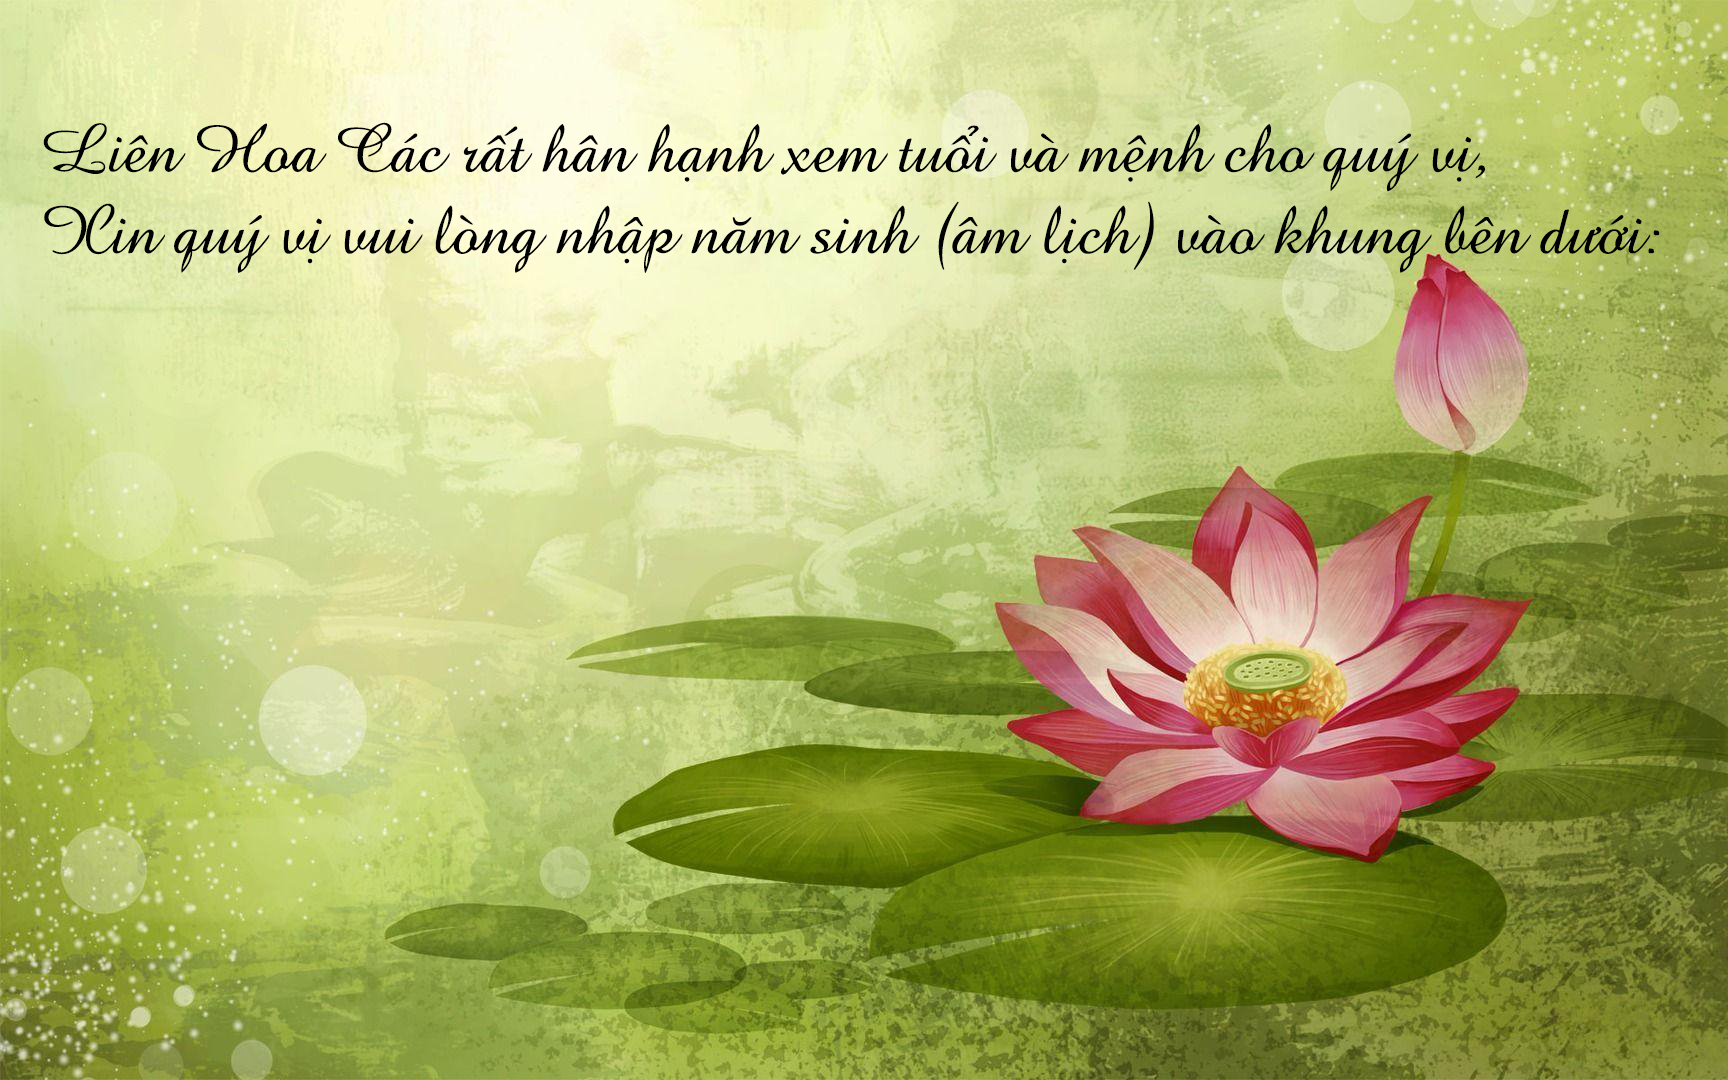 Liên Hoa Các rất hân hạnh xem tuổi và mệnh cho quý vị,
Xin quý vị vui lòng nhập năm sinh (âm lịch) vào khung bên dưới: